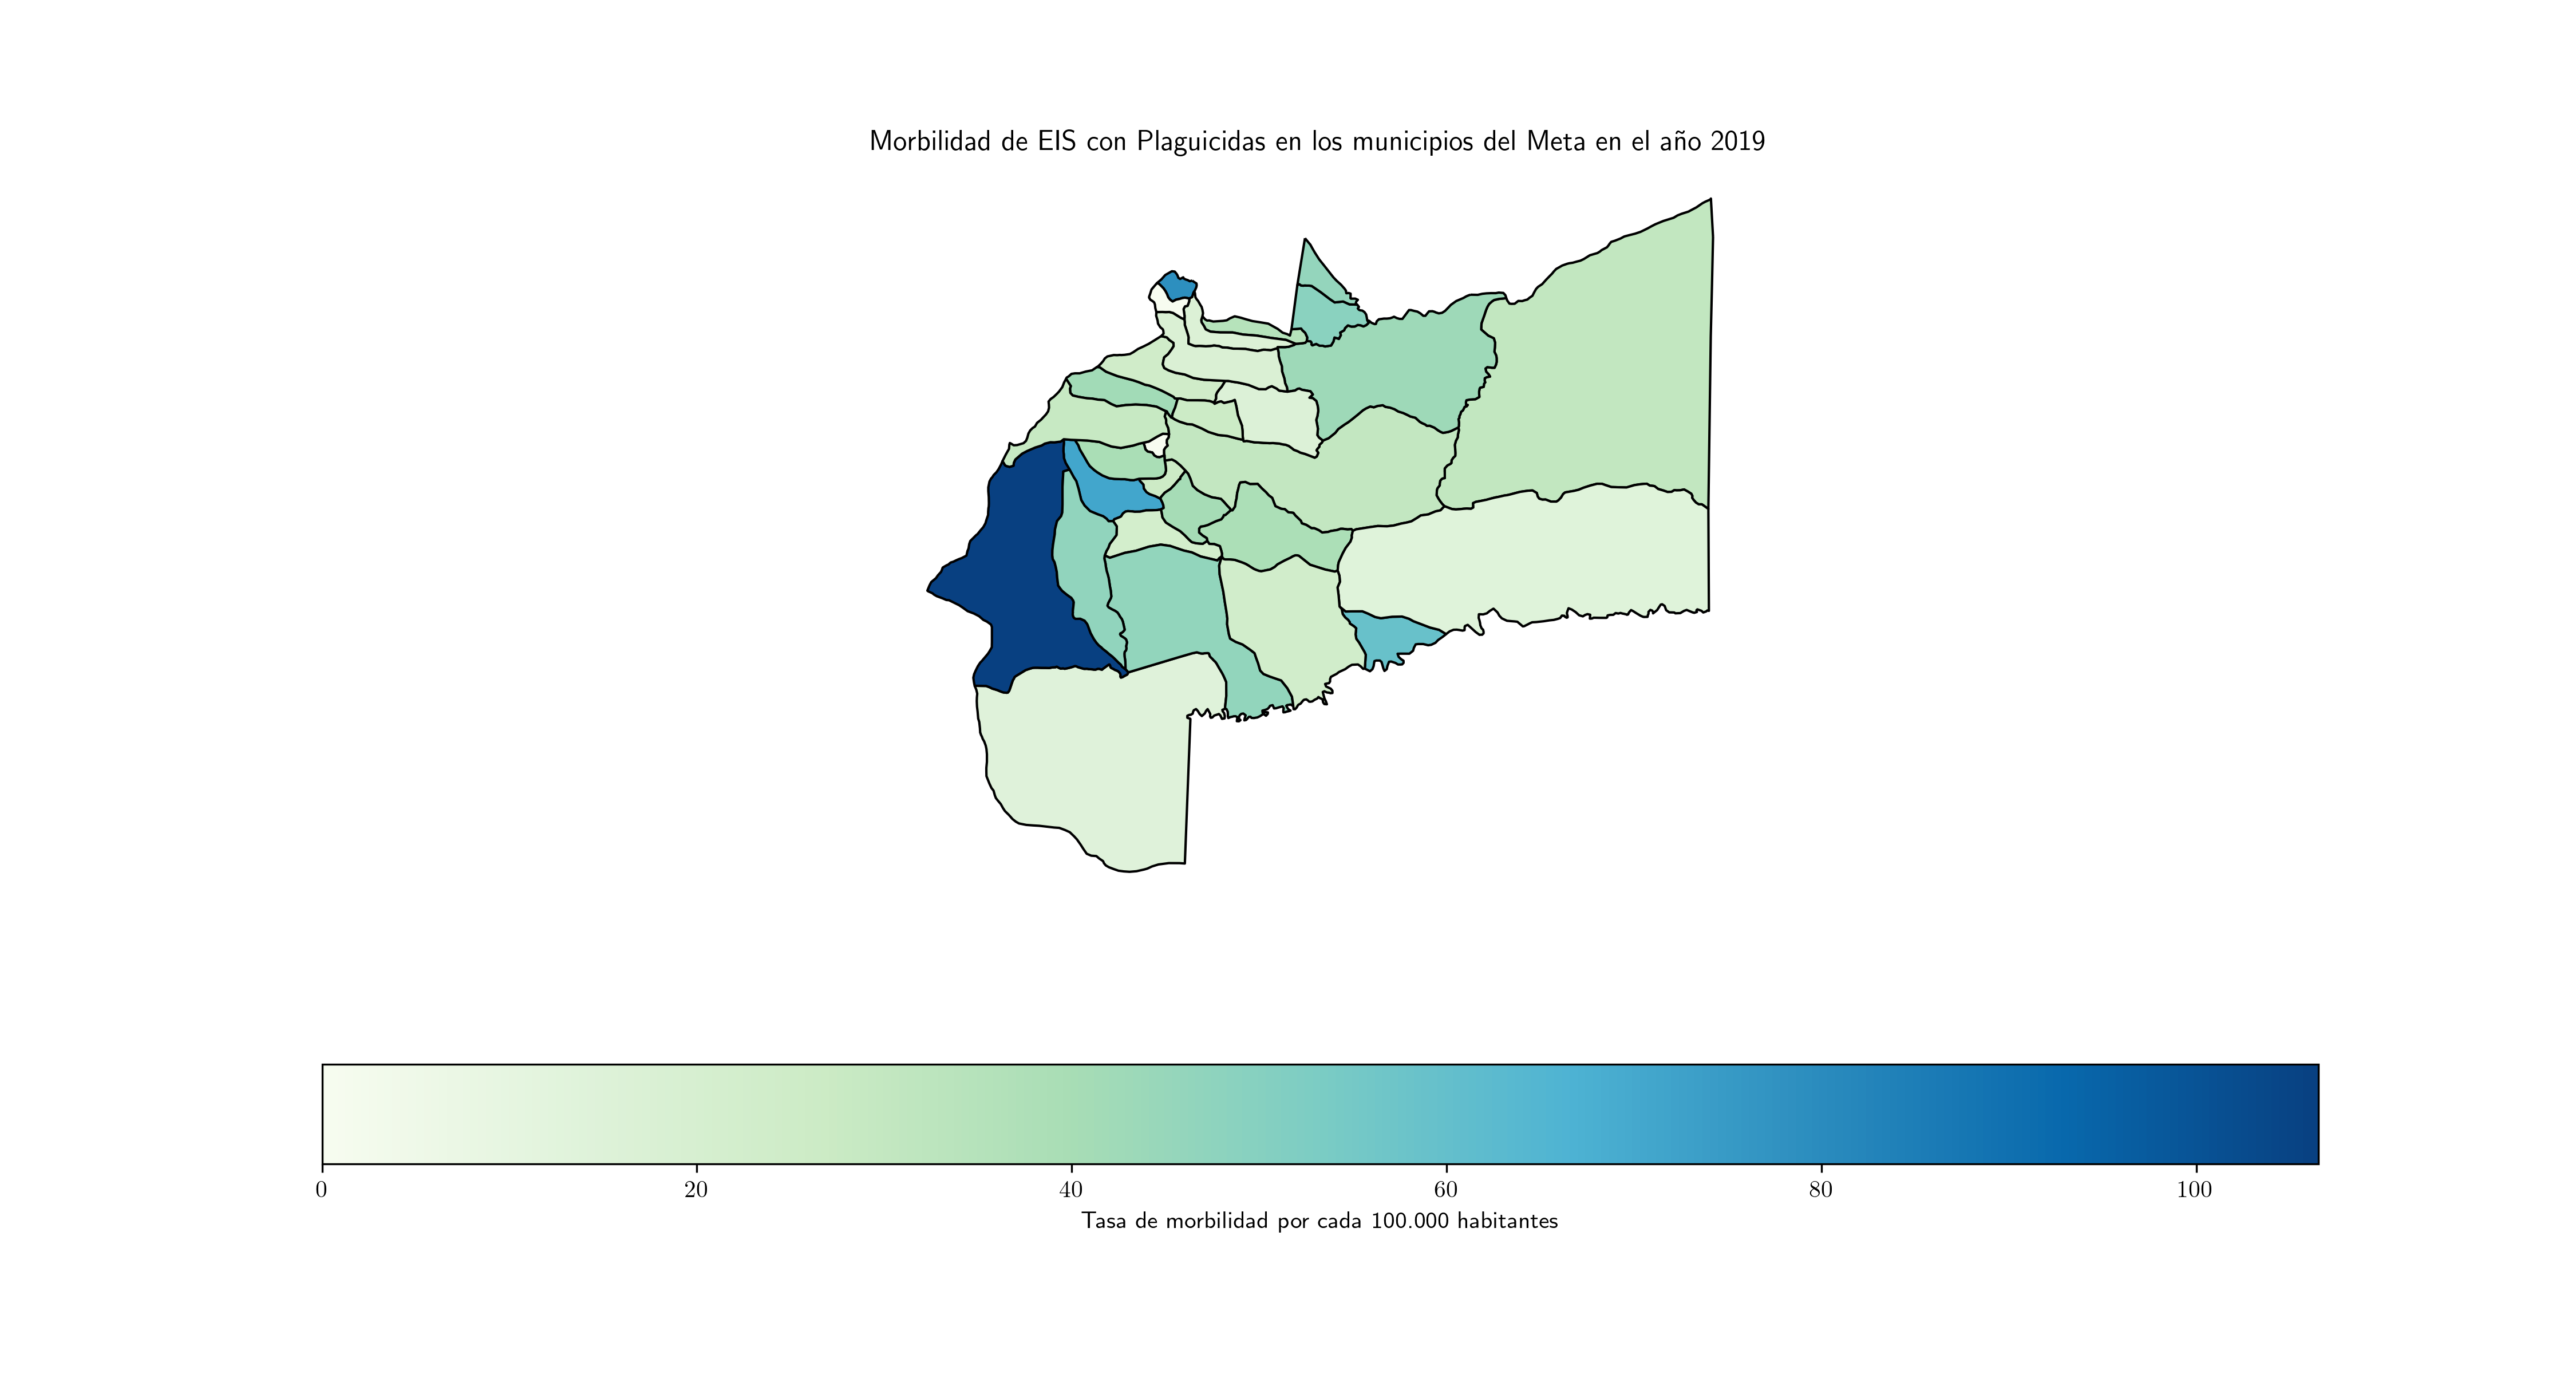 Morbilidad de EIS con Plaguicidas en los municipios del Meta en el año 2019
0 20 40 60 80 100
Tasa de morbilidad por cada 100.000 habitantes